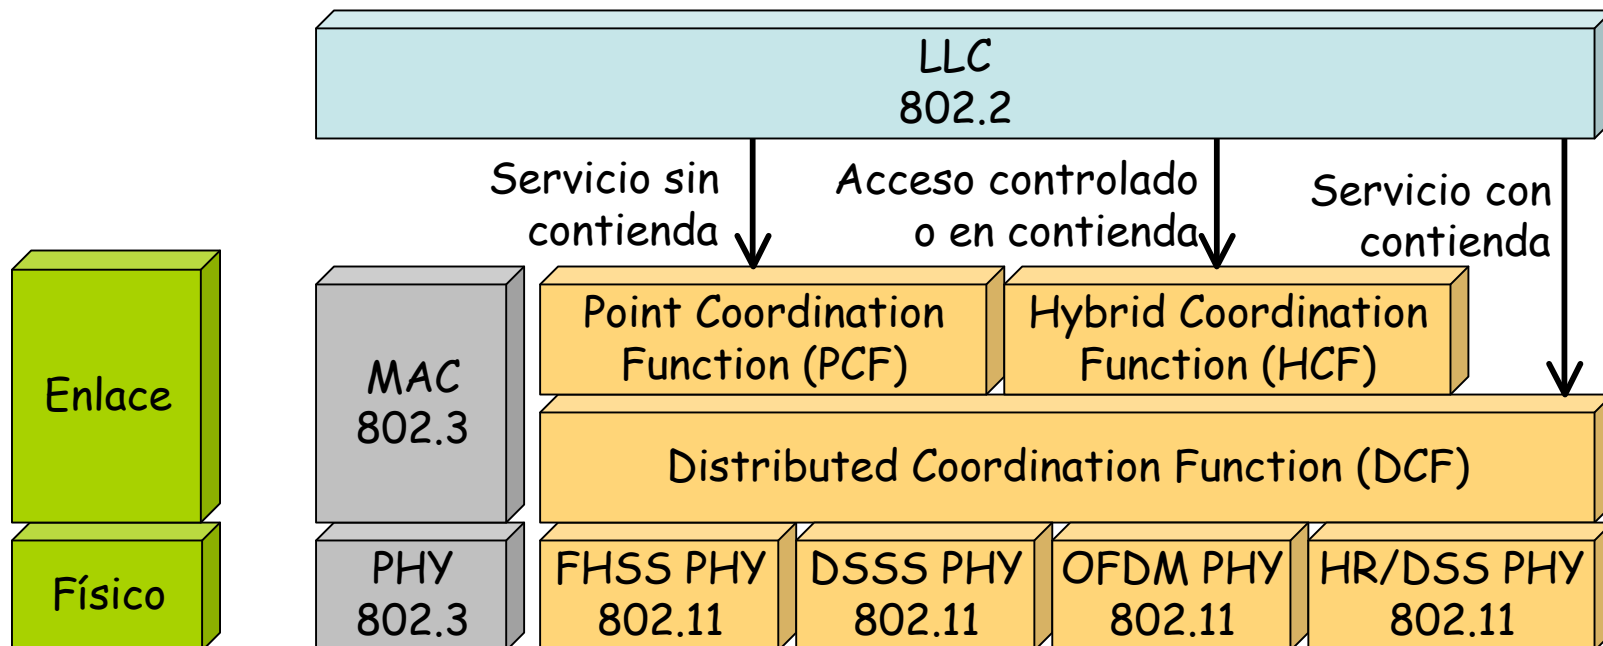 LLC
802.2
Servicio sin
contienda
Acceso controlado
o en contienda
Servicio con
contienda
Enlace
MAC
802.3
Point Coordination
Function (PCF)
Hybrid Coordination
Function (HCF)
Distributed Coordination Function (DCF)
Físico
PHY
802.3
FHSS PHY
802.11
DSSS PHY
802.11
OFDM PHY
802.11
HR/DSS PHY
802.11